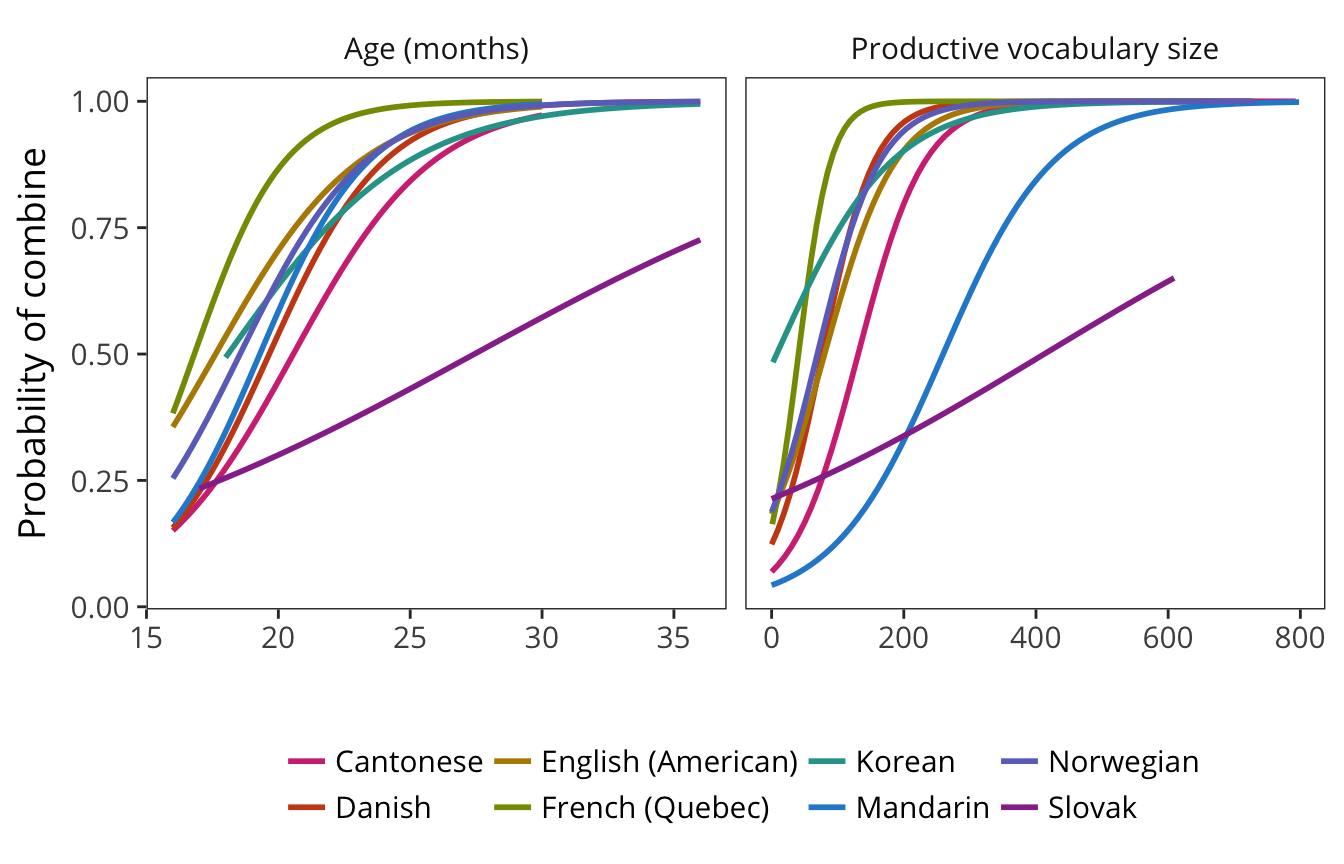 Age (months) Productive vocabulary size
Probability of combine
1.00
0.75
0.50
0.25
0.00
15 20 25 30 35 0 200 400 600 800
Cantonese English (American) Korean Norwegian
Danish French (Quebec) Mandarin Slovak